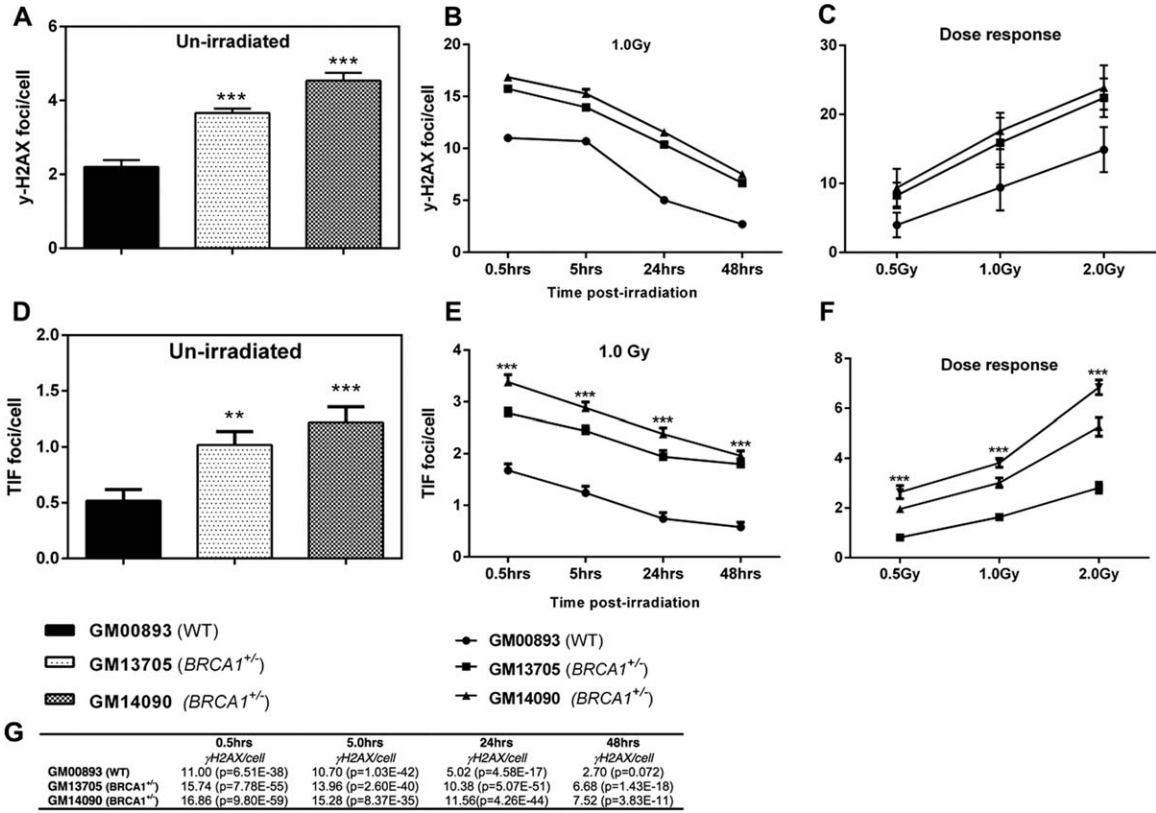 A
Un-irradiated
6
4
2
0
y-H2AX foci/cell
***
***
B
1.0Gy
20
15
10
5
0
y-H2AX foci/cell
0.5hrs 5hrs 24hrs 48hrs
Time post-irradiation
C
Dose response
30
20
10
0
0.5Gy 1.0Gy 2.0Gy
D
Un-irradiated
2.0
1.5
1.0
0.5
0.0
TIF foci/cell
**
***
E
1.0 Gy
4
3
2
1
0
TIF foci/cell
***
***
***
***
0.5hrs 5hrs 24hrs 48hrs
Time post-irradiation
F
Dose response
8
6
4
2
0
***
***
***
0.5Gy 1.0Gy 2.0Gy
GM00893 (WT)
GM13705 (BRCA1+/-)
GM14090 (BRCA1+/-)
GM00893 (WT)
GM13705 (BRCA1+/-)
GM14090 (BRCA1+/-)
G
0.5hrs 5.0hrs 24hrs 48hrs
γH2AX/cell γH2AX/cell γH2AX/cell γH2AX/cell
GM00893 (WT) 11.00 (p=6.51E-38) 10.70 (p=1.03E-42) 5.02 (p=4.58E-17) 2.70 (p=0.072)
GM13705 (BRCA1+/-) 15.74 (p=7.78E-55) 13.96 (p=2.60E-40) 10.38 (p=5.07E-51) 6.68 (p=1.43E-18)
GM14090 (BRCA1+/-) 16.86 (p=9.80E-59) 15.28 (p=8.37E-35) 11.56(p=4.26E-44) 7.52 (p=3.83E-11)